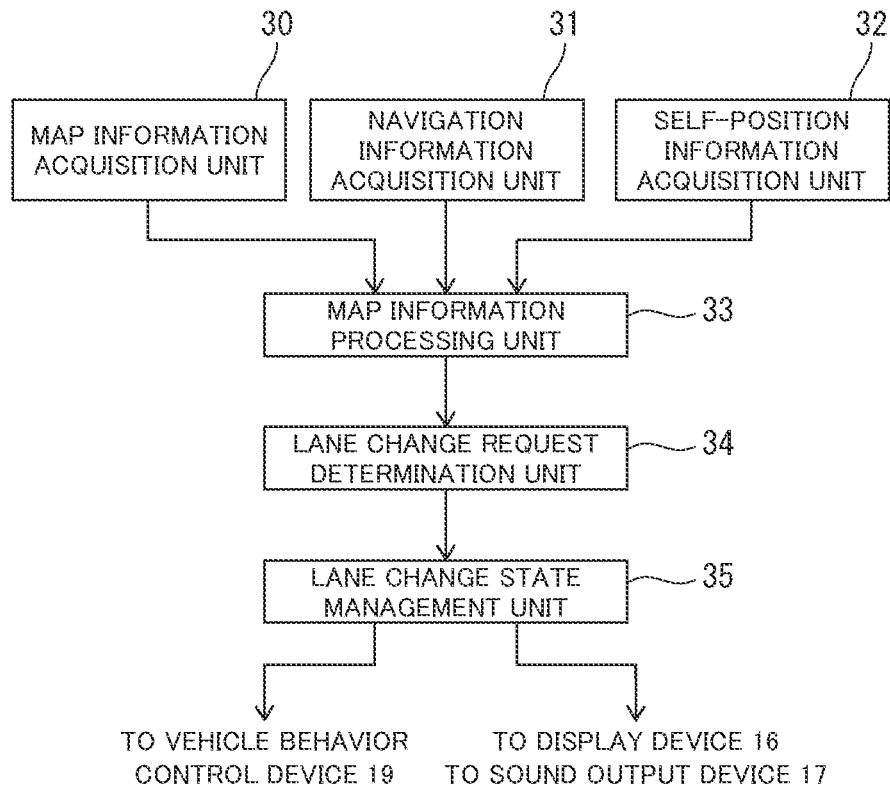 30
31
32
MAP INFORMATION
ACQUISITION UNIT
NAVIGATION
INFORMATION
ACQUISITION UNIT
SELF-POSITION
INFORMATION
ACQUISITION UNIT
MAP INFORMATION
PROCESSING UNIT
33
LANE CHANGE REQUEST
DETERMINATION UNIT
34
LANE CHANGE STATE
MANAGEMENT UNIT
35
TO VEHICLE BEHAVIOR
CONTROL DEVICE 19
TO DISPLAY DEVICE 16
TO SOUND OUTPUT DEVICE 17